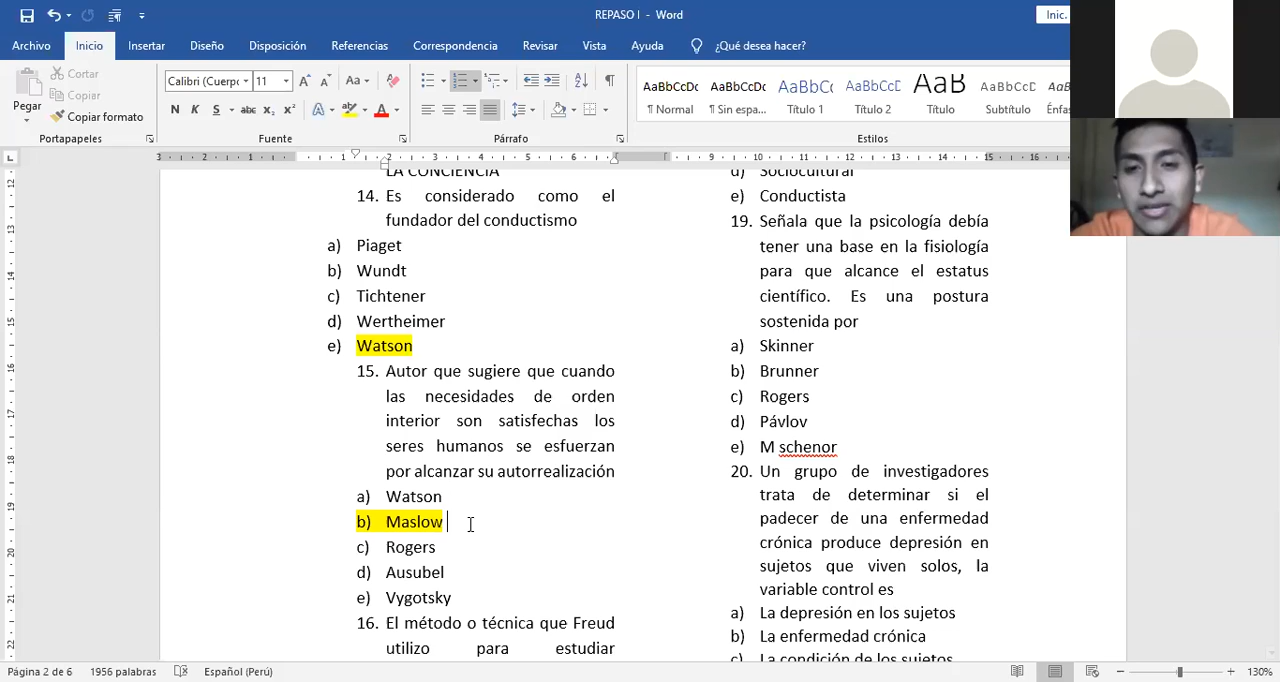 REPASO I - Word
Inic.
Archivo Inicio Insertar Diseño Disposición Referencias Correspondencia Revisar Vista Ayuda ¿Qué desea hacer?
Pegar
Cortar
Copiar
Copiar formato
Portapapeles
Calibri (Cuerpo 11
Fuente
Párrafo
AaBbCcDc AaBbCcDc AaBbC AaBbCcD AaB AaBbCcD
¶ Normal ¶ Sin espa... Título 1 Título 2 Título Subtítulo Énfas
Estilos
LA CONCIENCIA
14. Es considerado como el
fundador del conductismo
a) Piaget
b) Wundt
c) Tichtener
d) Wertheimer
e) Watson
15. Autor que sugiere que cuando
las necesidades de orden
interior son satisfechas los
seres humanos se esfuerzan
por alcanzar su autorrealización
a) Watson
b) Maslow
c) Rogers
d) Ausubel
e) Vygotsky
16. El método o técnica que Freud
utilizo para estudiar
d) Sociocultural
e) Conductista
19. Señala que la psicología debía
tener una base en la fisiología
para que alcance el estatus
científico. Es una postura
sostenida por
a) Skinner
b) Brunner
c) Rogers
d) Pávlov
e) M schenor
20. Un grupo de investigadores
trata de determinar si el
padecer de una enfermedad
crónica produce depresión en
sujetos que viven solos, la
variable control es
a) La depresión en los sujetos
b) La enfermedad crónica
c) La condición de los sujetos
Página 2 de 6 1956 palabras Español (Perú) 130%